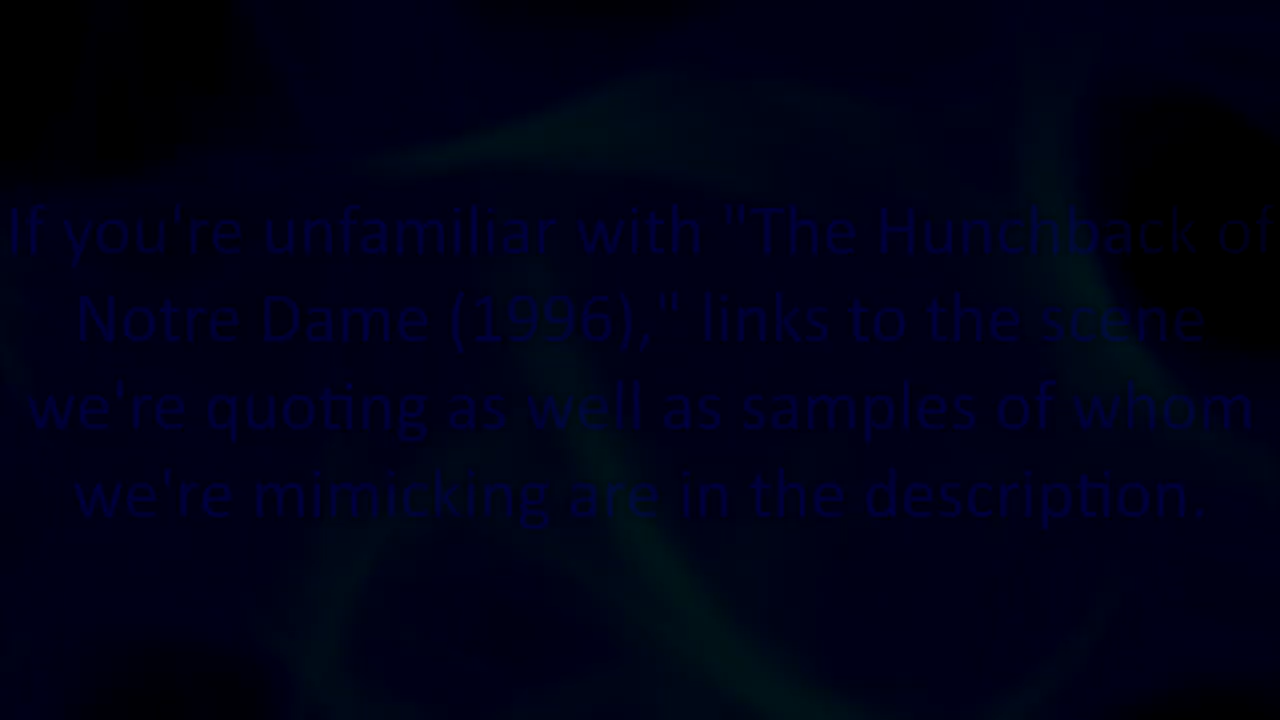 If you're unfamiliar with "The Hunchback of
Notre Dame (1996)," links to the scene
we're quoting as well as samples of whom
we're mimicking are in the description.